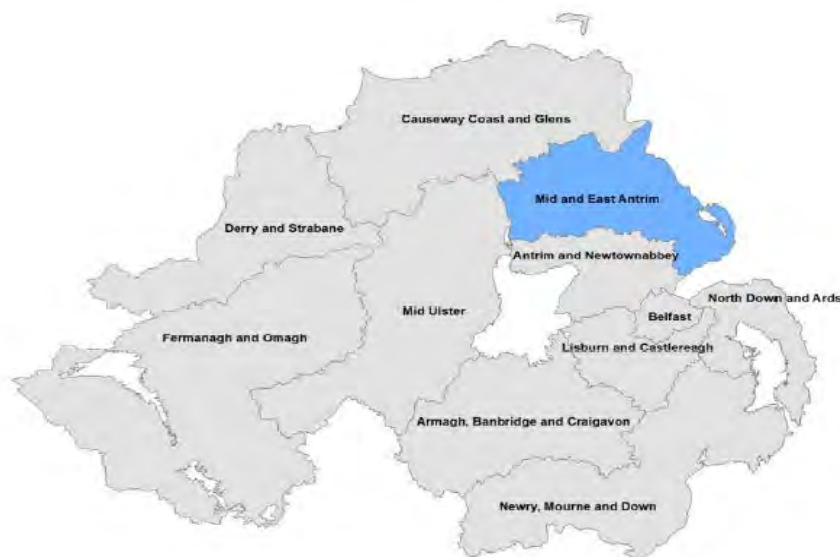 Causeway Coast and Glens
Mid and East Antrim
Derry and Strabane
Antrim and Newtownabbey
North Down and Ards
Mid Ulster
Belfast
Fermanagh and Omagh
Lisburn and Castlereagh
Armagh, Banbridge and Craigavon
Newry, Mourne and Down